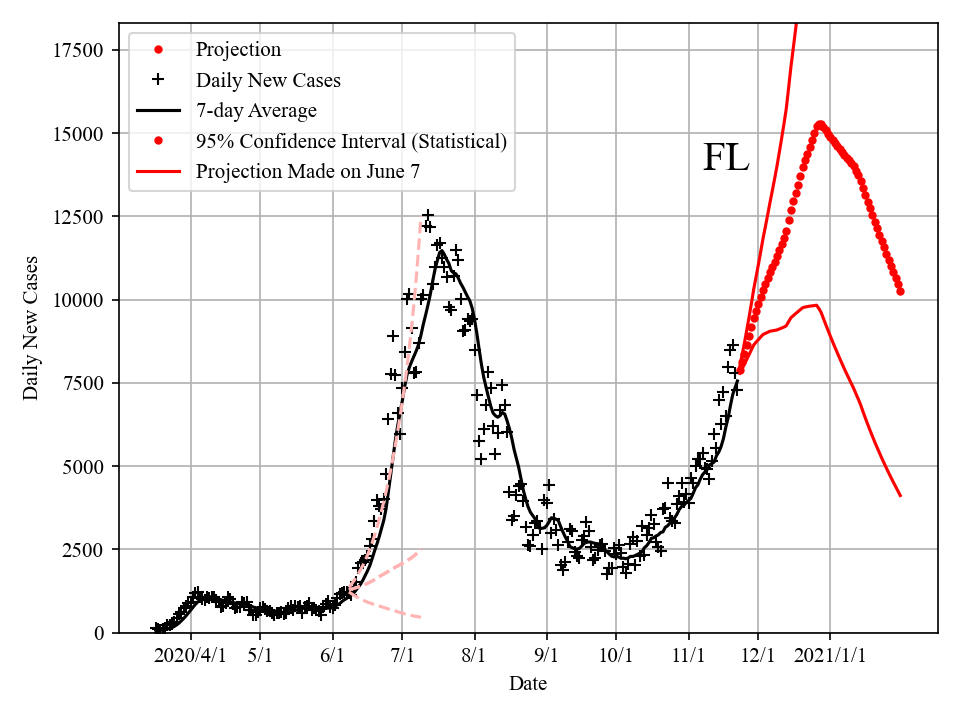 17500
15000
12500
10000
7500
5000
2500
0
Daily New Cases
Projection
Daily New Cases
7-day Average
95% Confidence Interval (Statistical)
Projection Made on June 7
FL
2020/4/1 5/1 6/1 7/1 8/1 9/1 10/1 11/1 12/1 2021/1/1
Date